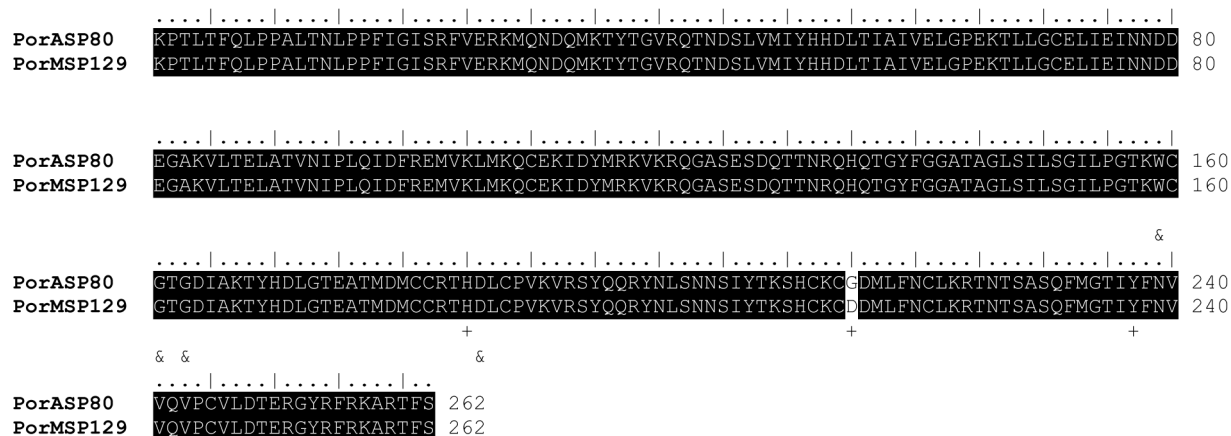 ....|....|....|....|....|....|....|....|....|....|....|....|....|....|....|....|
PorASP80 KPTLTFQLPPALTNLPPFIGISRFVERKMQNDQMKTYTGVRQTNDSLVMIYHHDLTIAIVELGPEKTLLGCELIEINNDD 80
PorMSP129 KPTLTFQLPPALTNLPPFIGISRFVERKMQNDQMKTYTGVRQTNDSLVMIYHHDLTIAIVELGPEKTLLGCELIEINNDD 80
....|....|....|....|....|....|....|....|....|....|....|....|....|....|....|....|
PorASP80 EGAKVLTELATVNIPLQIDFREMVKLMKQCEKIDYMRKVKRQGASESDQTTNRQHQTGYFGGATAGLSILSGILPGTKWC 160
PorMSP129 EGAKVLTELATVNIPLQIDFREMVKLMKQCEKIDYMRKVKRQGASESDQTTNRQHQTGYFGGATAGLSILSGILPGTKWC 160
&
....|....|....|....|....|....|....|....|....|....|....|....|....|....|....|....|
PorASP80 GTGDIAKTYHDLGTEATMDMCCRTHDLCPVKVRSYQQRYNLSNNSIYTKSHCKCGDMLFNCLKRTNTSASQFMGTIYFNV 240
PorMSP129 GTGDIAKTYHDLGTEATMDMCCRTHDLCPVKVRSYQQRYNLSNNSIYTKSHCKCDDMLFNCLKRTNTSASQFMGTIYFNV 240
+ + +
& & &
....|....|....|....|..
PorASP80 VQVPCVLDTERGYRFRKARTFS 262
PorMSP129 VQVPCVLDTERGYRFRKARTFS 262